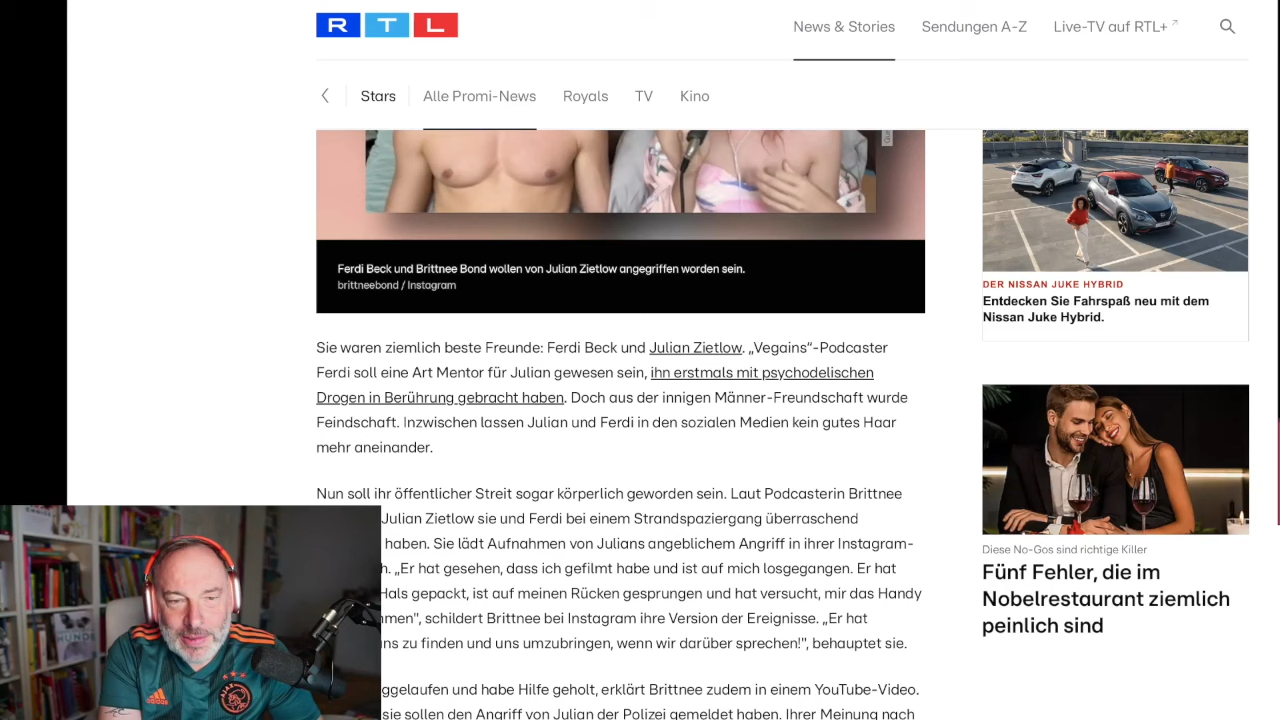 RTL
News & Stories
Sendungen A-Z
Live-TV auf RTL+
Stars
Alle Promi-News
Royals
TV
Kino
Ferdi Beck und Brittnee Bond wollen von Julian Zietlow angegriffen worden sein.
brittneebond / Instagram
Sie waren ziemlich beste Freunde: Ferdi Beck und Julian Zietlow. „Vegains“-Podcaster
Ferdi soll eine Art Mentor für Julian gewesen sein, ihn erstmals mit psychodelischen
Drogen in Berührung gebracht haben. Doch aus der innigen Männer-Freundschaft wurde
Feindschaft. Inzwischen lassen Julian und Ferdi in den sozialen Medien kein gutes Haar
mehr aneinander.
Nun soll ihr öffentlicher Streit sogar körperlich geworden sein. Laut Podcasterin Brittnee
Julian Zietlow sie und Ferdi bei einem Strandspaziergang überraschend
haben. Sie lädt Aufnahmen von Julians angeblichem Angriff in ihrer Instagram-
h. „Er hat gesehen, dass ich gefilmt habe und ist auf mich losgegangen. Er hat
Hals gepackt, ist auf meinen Rücken gesprungen und hat versucht, mir das Handy
men", schildert Brittnee bei Instagram ihre Version der Ereignisse. „Er hat
ns zu finden und uns umzubringen, wenn wir darüber sprechen!", behauptet sie.
ggelaufen und habe Hilfe geholt, erklärt Brittnee zudem in einem YouTube-Video.
sie sollen den Angriff von Julian der Polizei gemeldet haben. Ihrer Meinung nach
DER NISSAN JUKE HYBRID
Entdecken Sie Fahrspaß neu mit dem
Nissan Juke Hybrid.
Diese No-Gos sind richtige Killer
Fünf Fehler, die im
Nobelrestaurant ziemlich
peinlich sind
HUNDE
adidas
AJAX